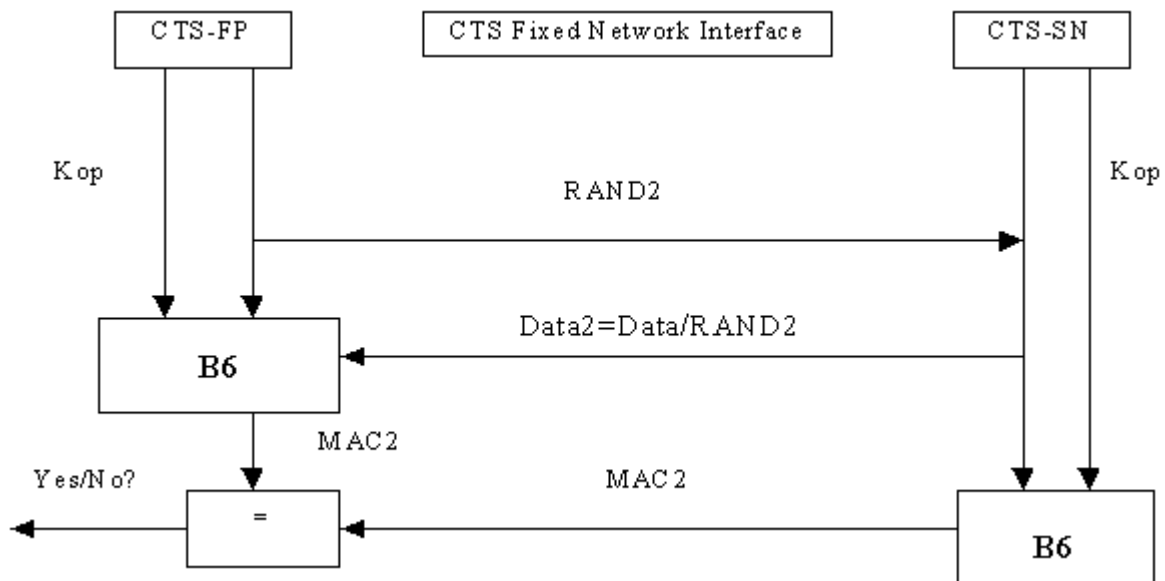 CTS-FP
CTS Fixed Network Interface
CTS-SN
Kop
Kop
RAND2
Data2=Data/RAND2
B6
MAC2
Yes/No?
MAC2
=
B6